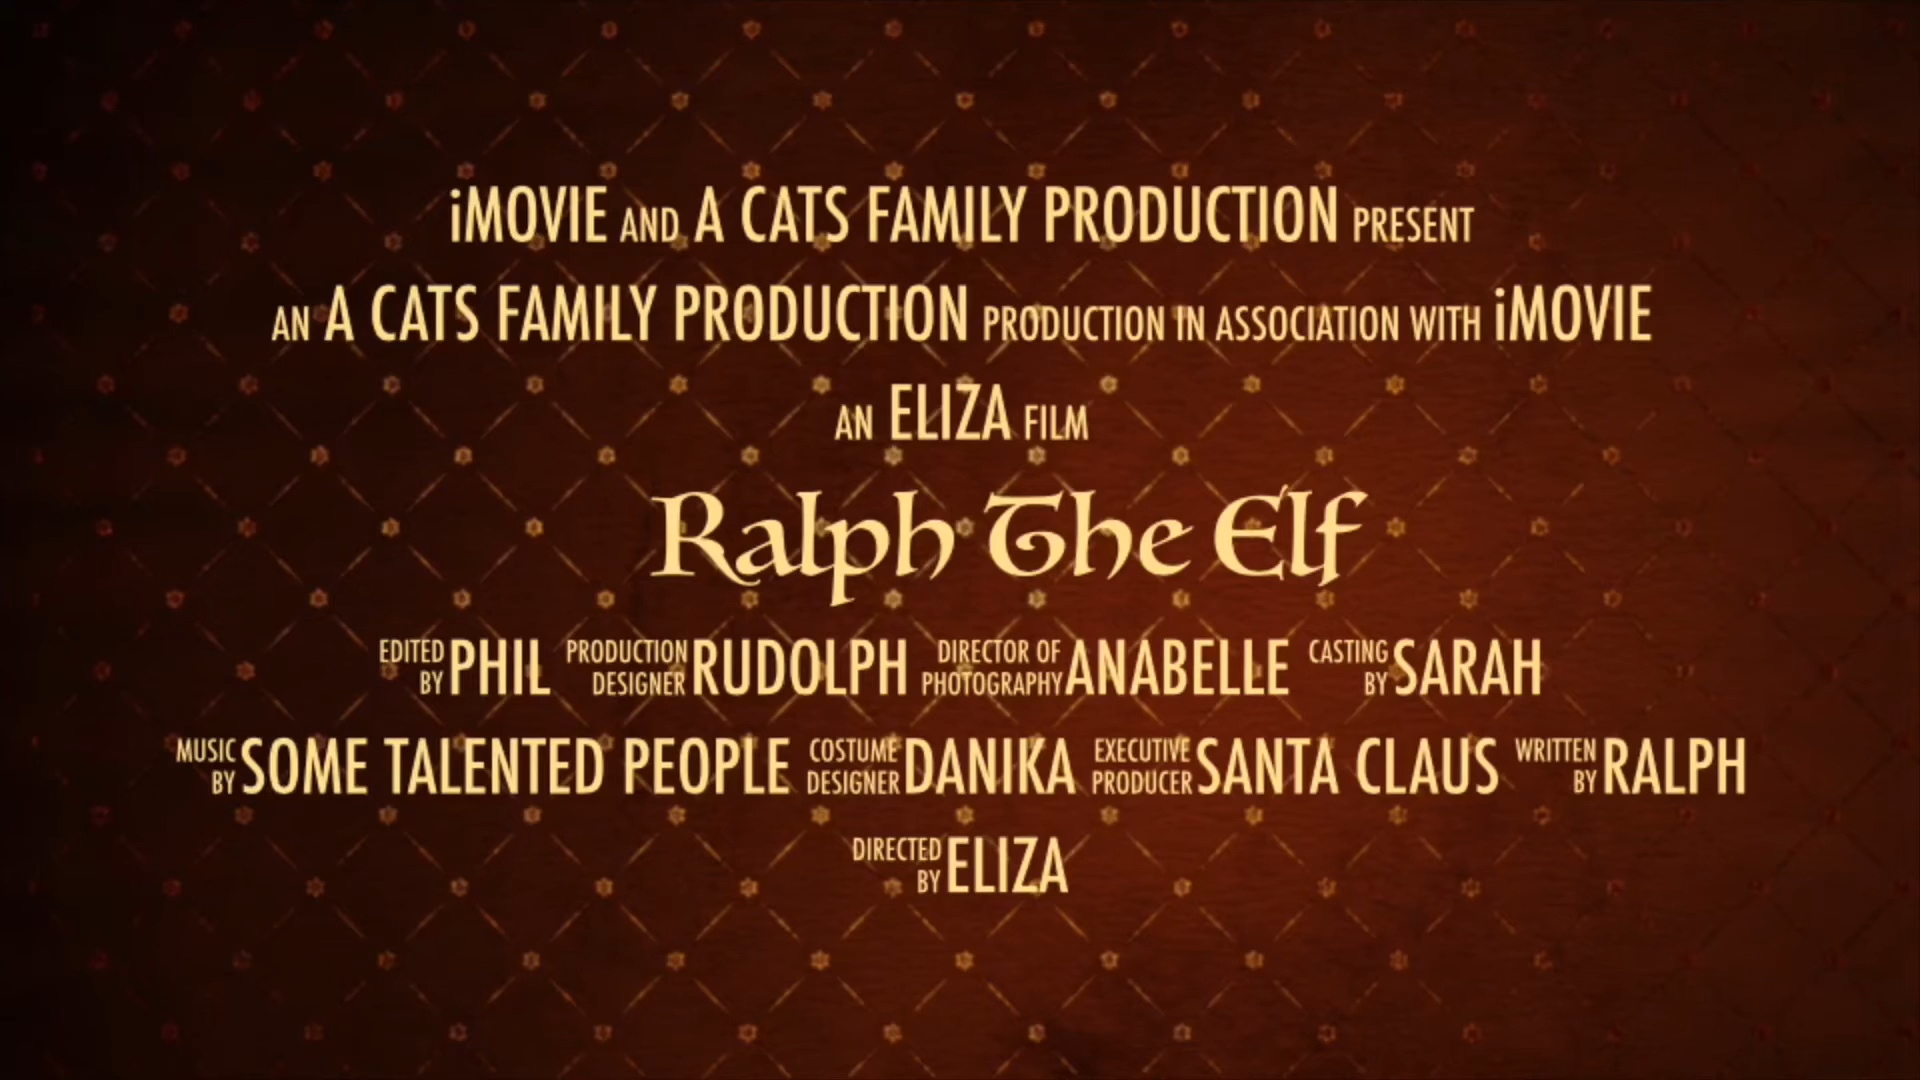 iMOVIE AND A CATS FAMILY PRODUCTION PRESENT
AN A CATS FAMILY PRODUCTION PRODUCTION IN ASSOCIATION WITH iMOVIE
AN ELIZA FILM
Ralph The Elf
EDITED BY PHIL PRODUCTION DESIGNER RUDOLPH DIRECTOR OF PHOTOGRAPHY ANABELLE CASTING BY SARAH
MUSIC BY SOME TALENTED PEOPLE COSTUME DESIGNER DANIKA EXECUTIVE PRODUCER SANTA CLAUS WRITTEN BY RALPH
DIRECTED BY ELIZA